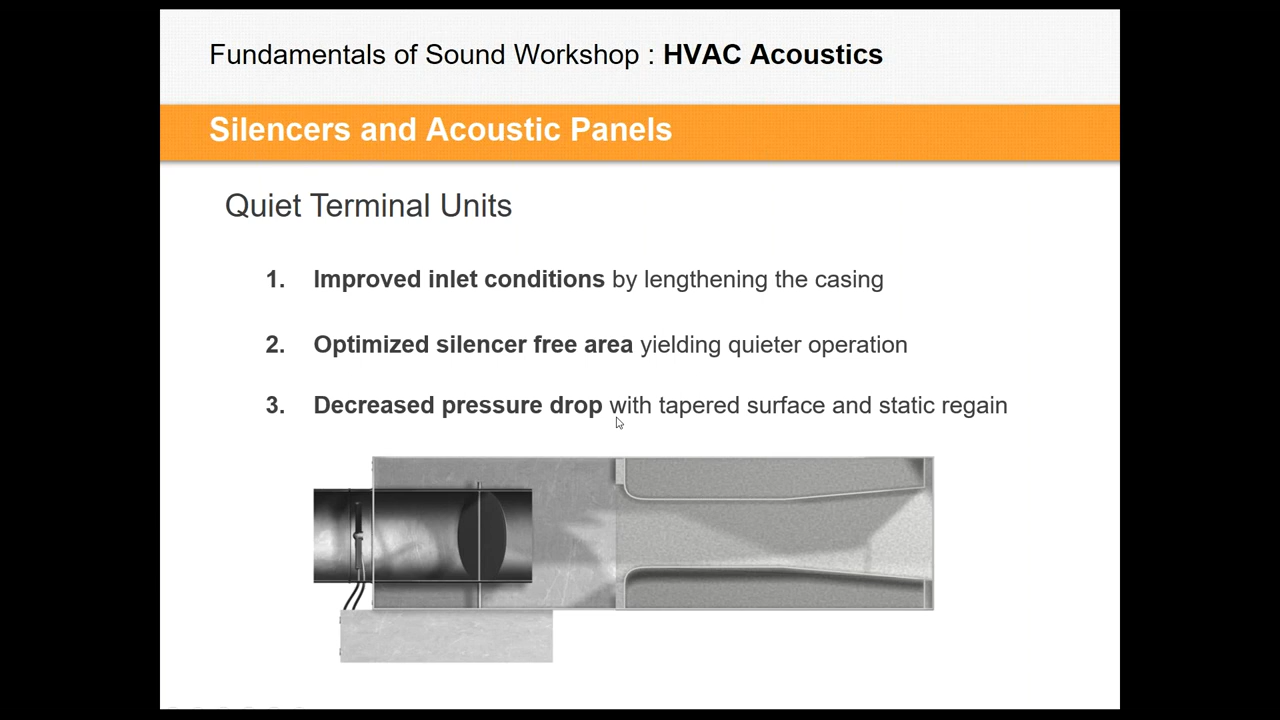 Fundamentals of Sound Workshop : HVAC Acoustics
Silencers and Acoustic Panels
Quiet Terminal Units
1. Improved inlet conditions by lengthening the casing
2. Optimized silencer free area yielding quieter operation
3. Decreased pressure drop with tapered surface and static regain